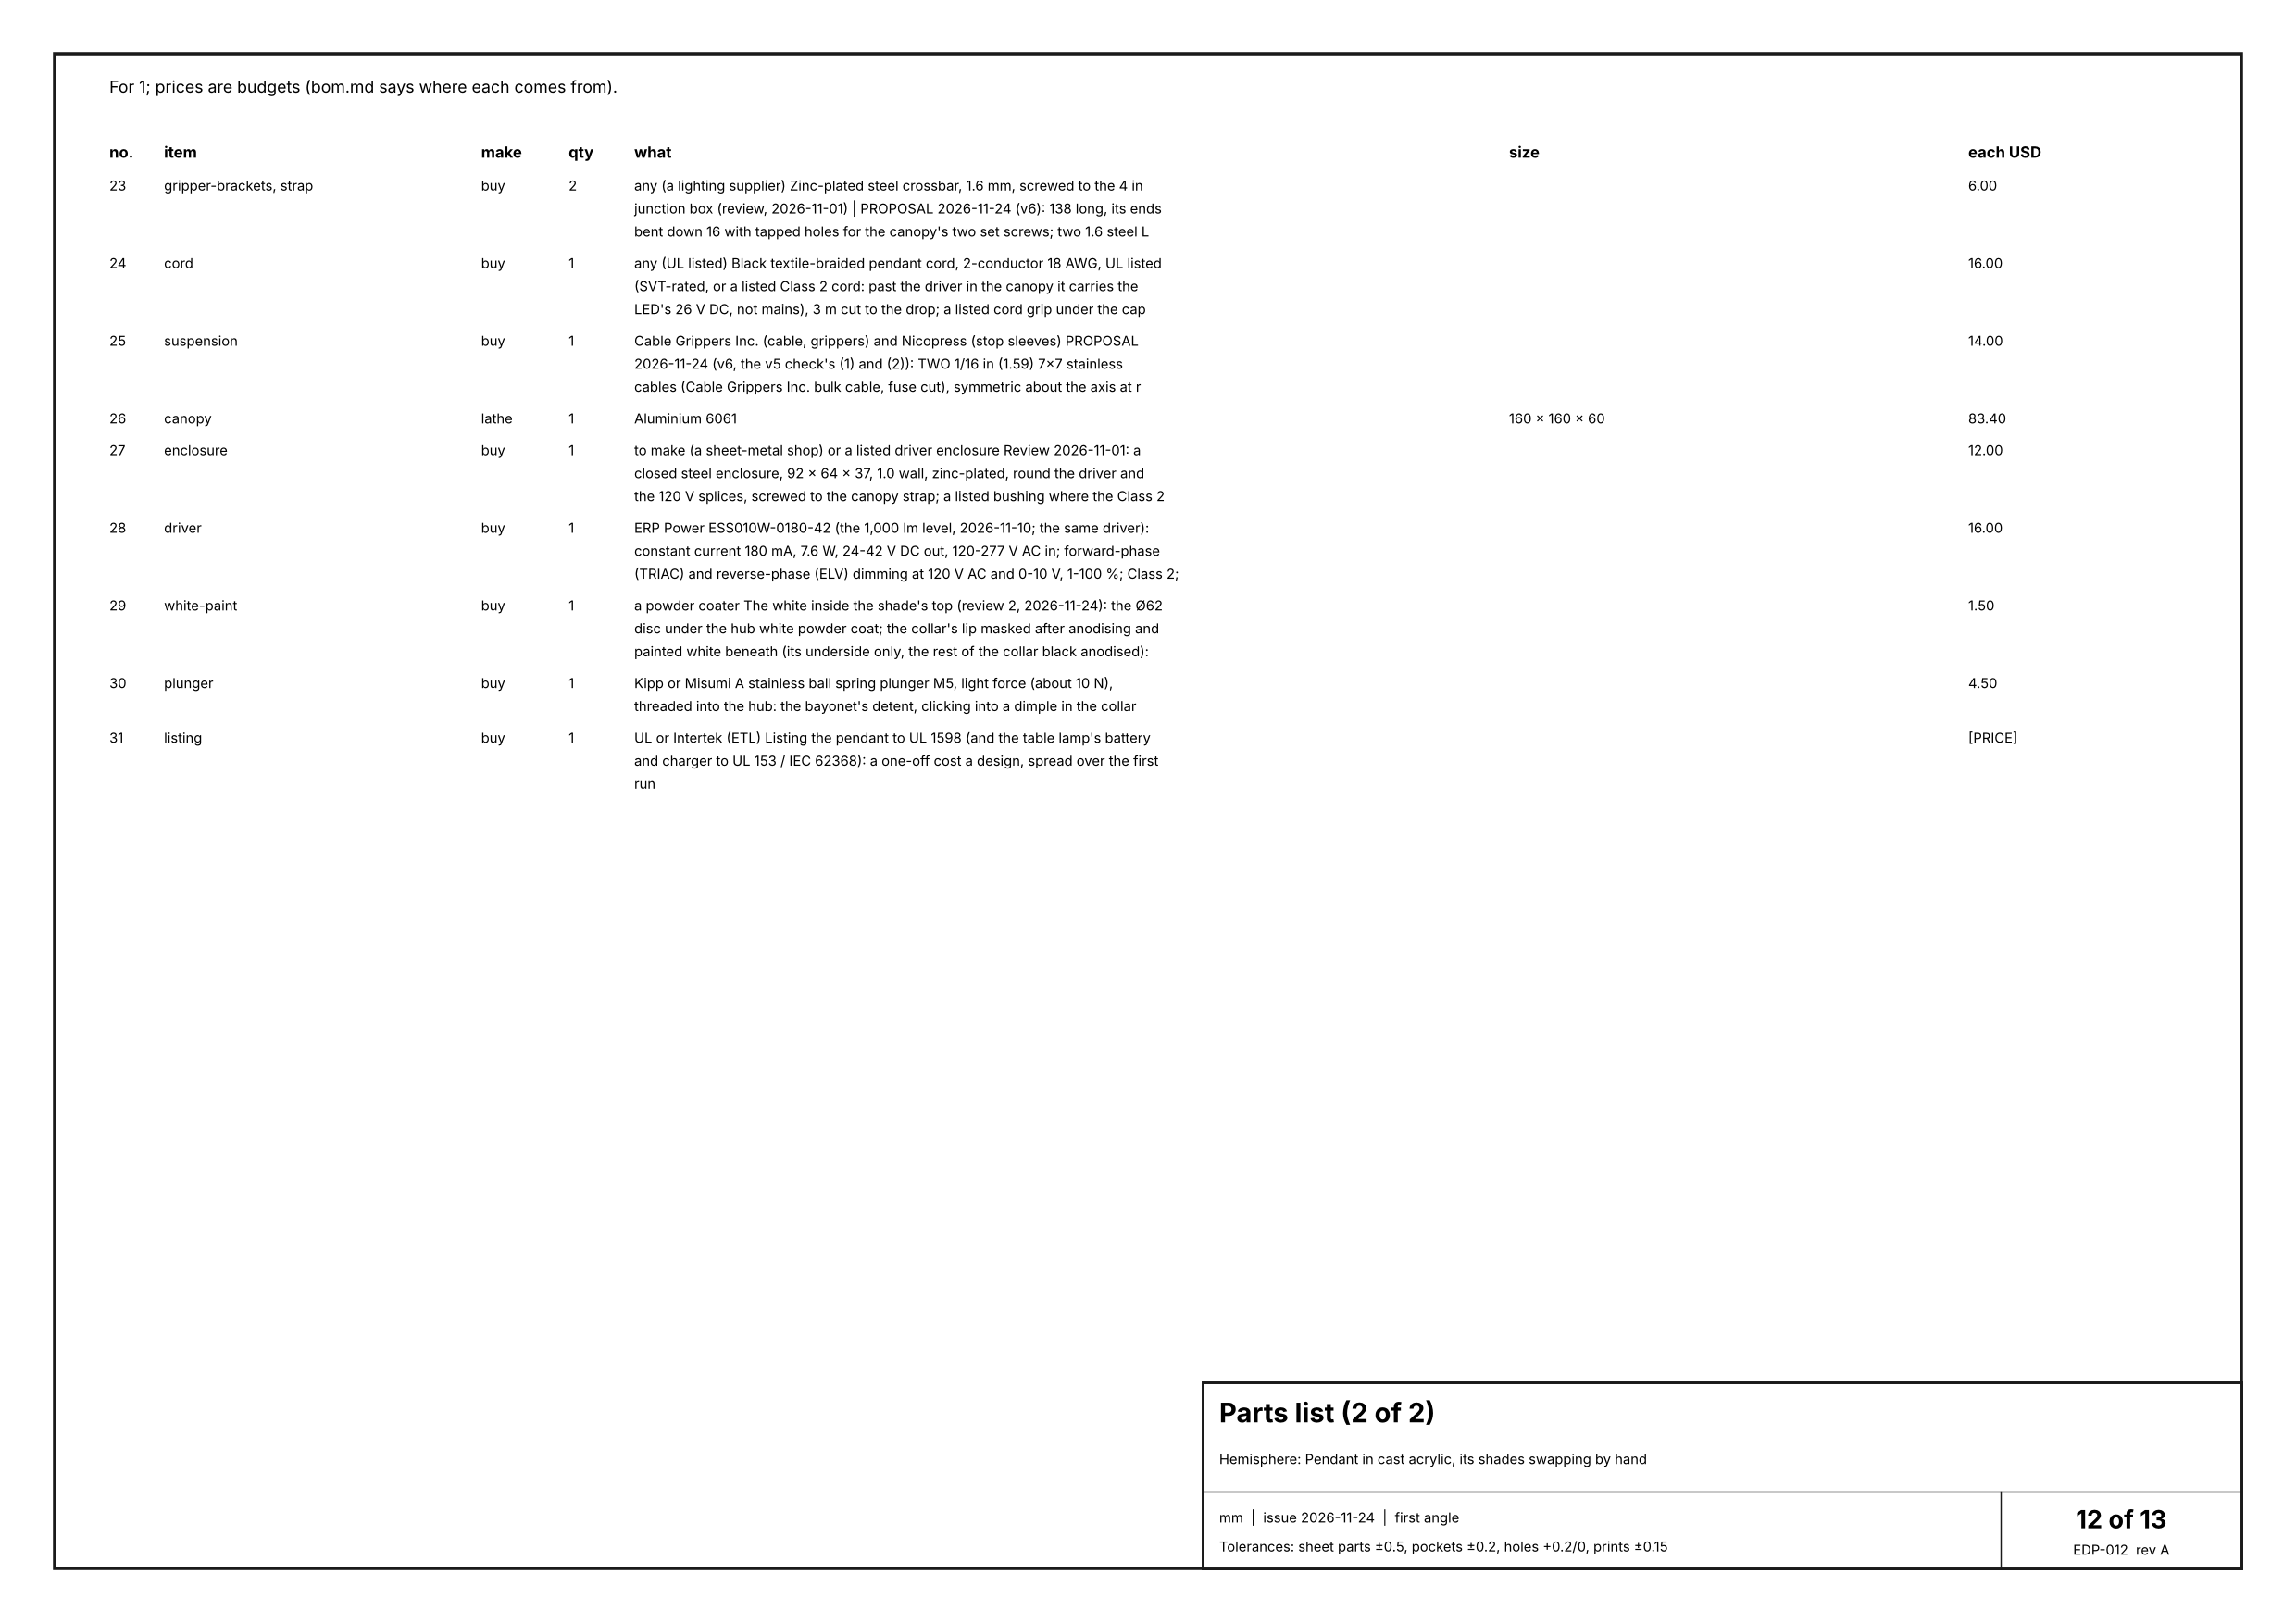 For 1; prices are budgets (bom.md says where each comes from).
no. item make qty what size each USD
23 gripper-brackets, strap buy 2 any (a lighting supplier) Zinc-plated steel crossbar, 1.6 mm, screwed to the 4 in 6.00
junction box (review, 2026-11-01) | PROPOSAL 2026-11-24 (v6): 138 long, its ends
bent down 16 with tapped holes for the canopy's two set screws; two 1.6 steel L
24 cord buy 1 any (UL listed) Black textile-braided pendant cord, 2-conductor 18 AWG, UL listed 16.00
(SVT-rated, or a listed Class 2 cord: past the driver in the canopy it carries the
LED's 26 V DC, not mains), 3 m cut to the drop; a listed cord grip under the cap
25 suspension buy 1 Cable Grippers Inc. (cable, grippers) and Nicopress (stop sleeves) PROPOSAL 14.00
2026-11-24 (v6, the v5 check's (1) and (2)): TWO 1/16 in (1.59) 7×7 stainless
cables (Cable Grippers Inc. bulk cable, fuse cut), symmetric about the axis at r
26 canopy lathe 1 Aluminium 6061 160 × 160 × 60 83.40
27 enclosure buy 1 to make (a sheet-metal shop) or a listed driver enclosure Review 2026-11-01: a 12.00
closed steel enclosure, 92 × 64 × 37, 1.0 wall, zinc-plated, round the driver and
the 120 V splices, screwed to the canopy strap; a listed bushing where the Class 2
28 driver buy 1 ERP Power ESS010W-0180-42 (the 1,000 lm level, 2026-11-10; the same driver): 16.00
constant current 180 mA, 7.6 W, 24-42 V DC out, 120-277 V AC in; forward-phase
(TRIAC) and reverse-phase (ELV) dimming at 120 V AC and 0-10 V, 1-100 %; Class 2;
29 white-paint buy 1 a powder coater The white inside the shade's top (review 2, 2026-11-24): the Ø62 1.50
disc under the hub white powder coat; the collar's lip masked after anodising and
painted white beneath (its underside only, the rest of the collar black anodised):
30 plunger buy 1 Kipp or Misumi A stainless ball spring plunger M5, light force (about 10 N), 4.50
threaded into the hub: the bayonet's detent, clicking into a dimple in the collar
31 listing buy 1 UL or Intertek (ETL) Listing the pendant to UL 1598 (and the table lamp's battery [PRICE]
and charger to UL 153 / IEC 62368): a one-off cost a design, spread over the first
run
Parts list (2 of 2)
Hemisphere: Pendant in cast acrylic, its shades swapping by hand
mm | issue 2026-11-24 | first angle
Tolerances: sheet parts ±0.5, pockets ±0.2, holes +0.2/0, prints ±0.15
12 of 13
EDP-012 rev A